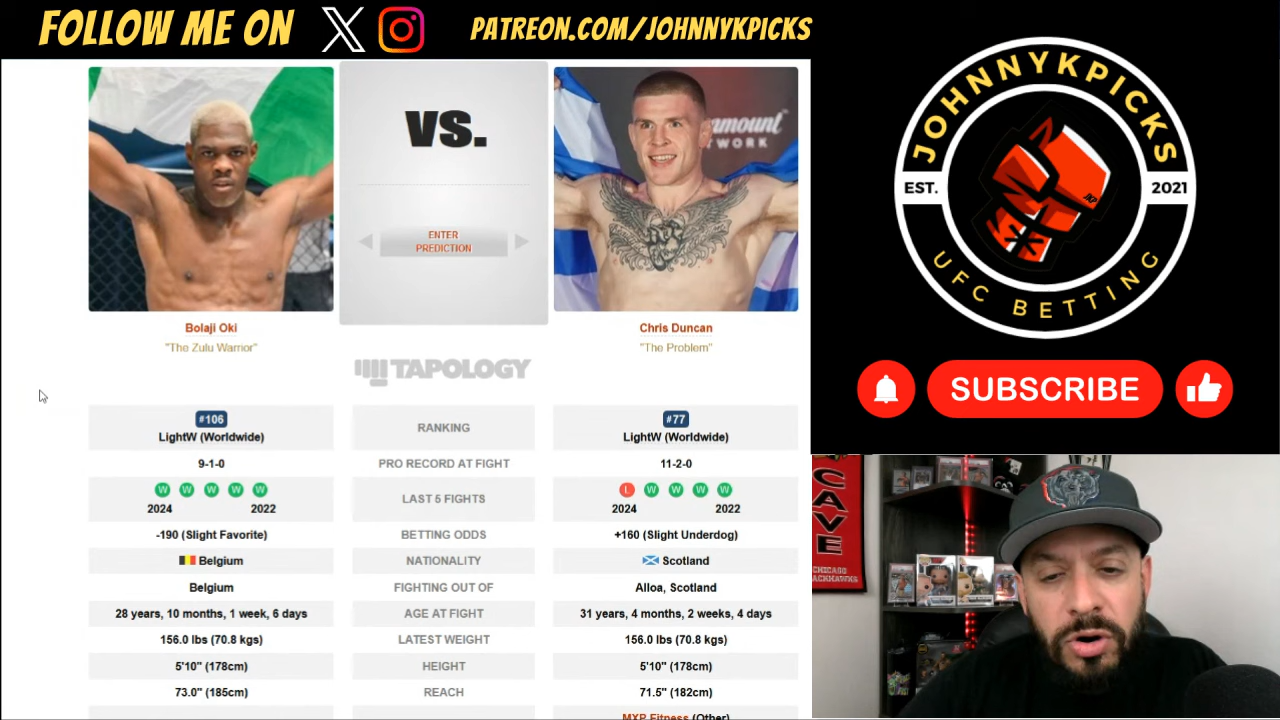 FOLLOW ME ON
PATREON.COM/JOHNNYKPICKS
VS.
ENTER
PREDICTION
Bolaji Oki
"The Zulu Warrior"
Chris Duncan
"The Problem"
TAPOLOGY
#106
LightW (Worldwide)
RANKING
#77
LightW (Worldwide)
9-1-0
PRO RECORD AT FIGHT
11-2-0
W W W W W
2024 2022
LAST 5 FIGHTS
L W W W W
2024 2022
-190 (Slight Favorite)
BETTING ODDS
+160 (Slight Underdog)
Belgium
NATIONALITY
Scotland
Belgium
FIGHTING OUT OF
Alloa, Scotland
28 years, 10 months, 1 week, 6 days
AGE AT FIGHT
31 years, 4 months, 2 weeks, 4 days
156.0 lbs (70.8 kgs)
LATEST WEIGHT
156.0 lbs (70.8 kgs)
5'10" (178cm)
HEIGHT
5'10" (178cm)
73.0" (185cm)
REACH
71.5" (182cm)
MXP Fitness (Other)
JOHNNYKPICKS
EST. 2021
JKP
UFC BETTING
SUBSCRIBE
CAVE
CHICAGO